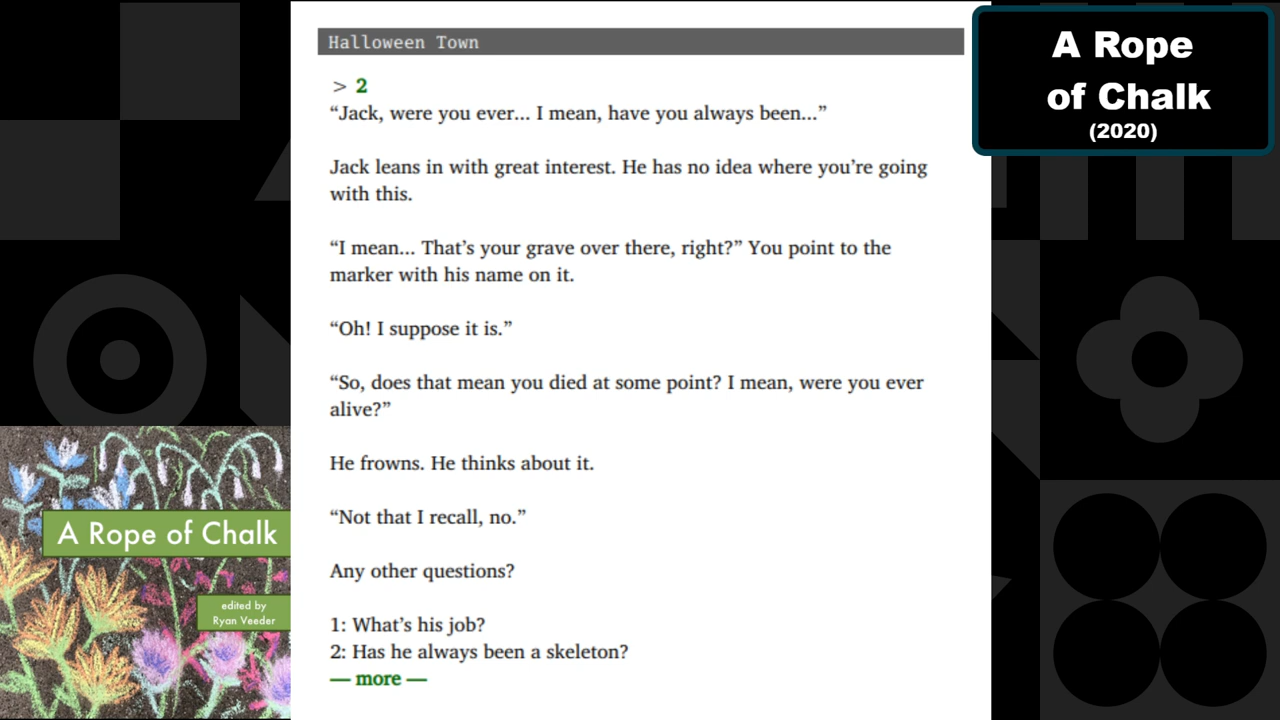 Halloween Town
> 2
“Jack, were you ever... I mean, have you always been...”
Jack leans in with great interest. He has no idea where you’re going
with this.
“I mean... That’s your grave over there, right?” You point to the
marker with his name on it.
“Oh! I suppose it is.”
“So, does that mean you died at some point? I mean, were you ever
alive?”
He frowns. He thinks about it.
“Not that I recall, no.”
Any other questions?
1: What’s his job?
2: Has he always been a skeleton?
— more —
A Rope
of Chalk
(2020)
A Rope of Chalk
edited by
Ryan Veeder